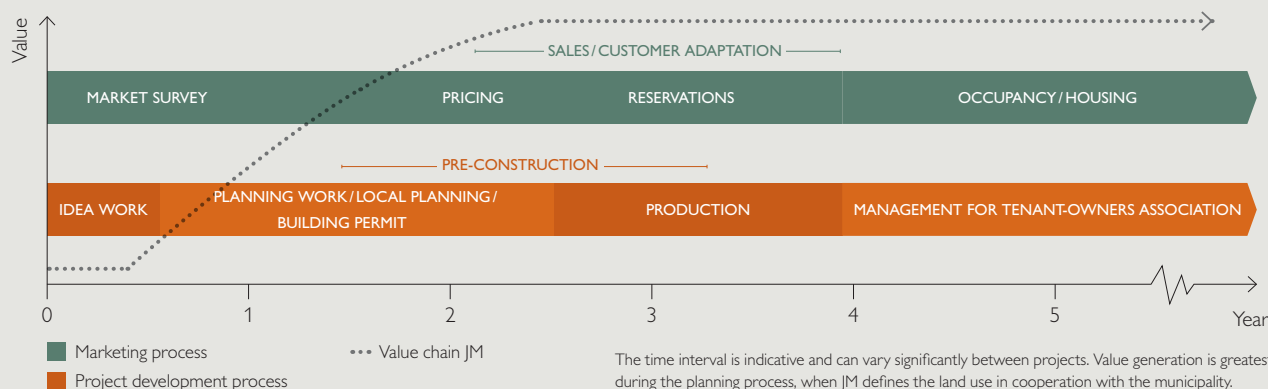 Value
SALES/CUSTOMER ADAPTATION
MARKET SURVEY
PRICING
RESERVATIONS
OCCUPANCY/HOUSING
PRE-CONSTRUCTION
IDEA WORK
PLANNING WORK/LOCAL PLANNING/
BUILDING PERMIT
PRODUCTION
MANAGEMENT FOR TENANT-OWNERS ASSOCIATION
0 1 2 3 4 5 Year
Marketing process
Project development process
Value chain JM
The time interval is indicative and can vary significantly between projects. Value generation is greatest
during the planning process, when JM defines the land use in cooperation with the municipality.